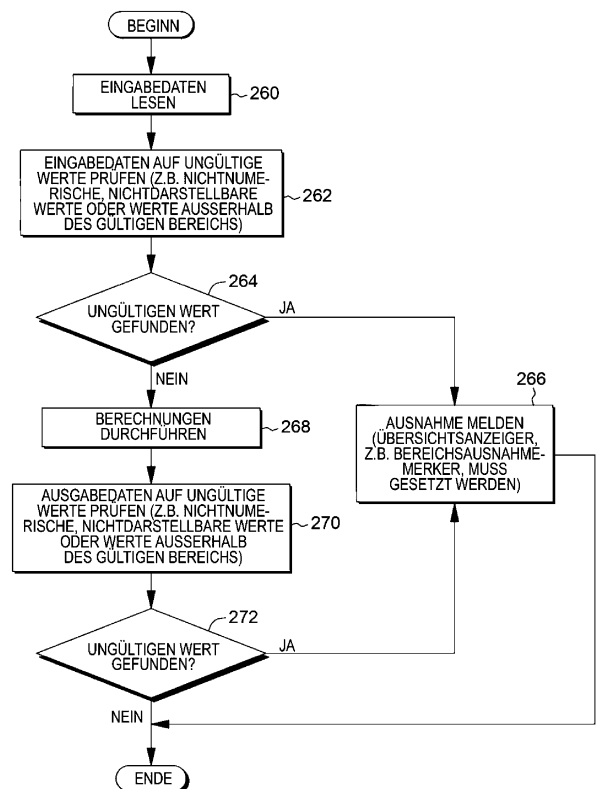 BEGINN
EINGABEDATEN
LESEN
260
EINGABEDATEN AUF UNGÜLTIGE
WERTE PRÜFEN (Z.B. NICHTNUME-
RISCHE, NICHTDARSTELLBARE
WERTE ODER WERTE AUSSERHALB
DES GÜLTIGEN BEREICHS)
262
264
UNGÜLTIGEN WERT
GEFUNDEN?
JA
NEIN
266
AUSNAHME MELDEN
(ÜBERSICHTSANZEIGER,
Z.B. BEREICHSAUSNAHME-
MERKER, MUSS
GESETZT WERDEN)
BERECHNUNGEN
DURCHFÜHREN
268
AUSGABEDATEN AUF UNGÜLTIGE
WERTE PRÜFEN (Z.B. NICHTNUME-
RISCHE, NICHTDARSTELLBARE WERTE
ODER WERTE AUSSERHALB
DES GÜLTIGEN BEREICHS)
270
272
UNGÜLTIGEN WERT
GEFUNDEN?
JA
NEIN
ENDE